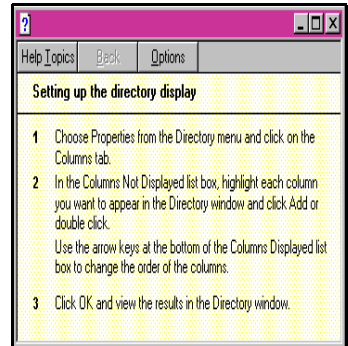 ?
Help Topics Back Options
Setting up the directory display
1 Choose Properties from the Directory menu and click on the
Columns tab.
2 In the Columns Not Displayed list box, highlight each column
you want to appear in the Directory window and click Add or
double click.
Use the arrow keys at the bottom of the Columns Displayed list
box to change the order of the columns.
3 Click OK and view the results in the Directory window.